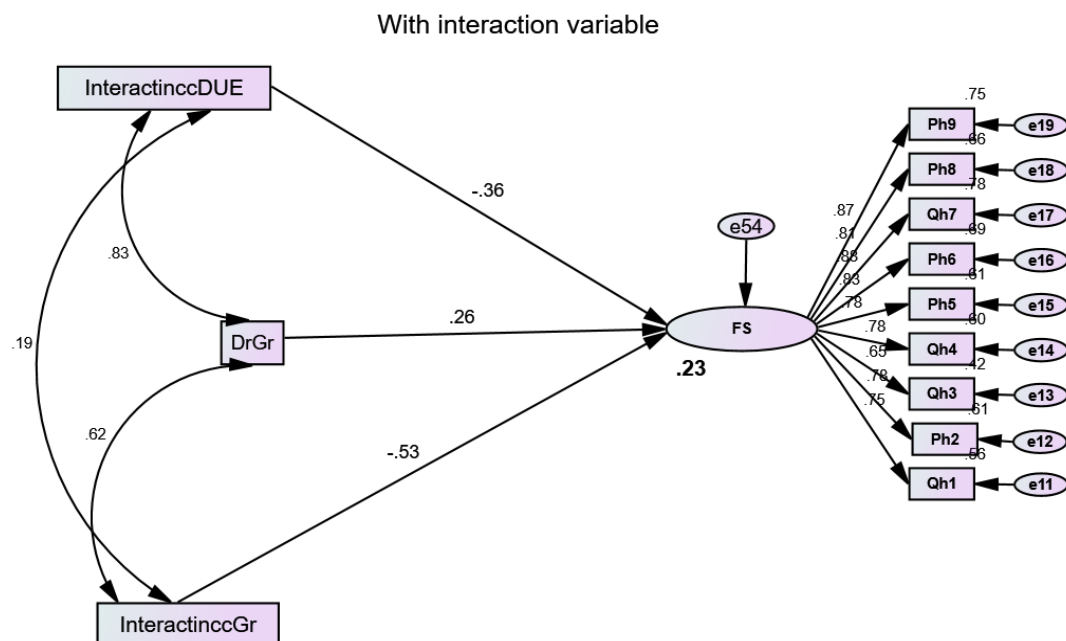 With interaction variable
InteractinccDUE
-.36
.83
DrGr
.26
.19
.62
-.53
InteractinccGr
e54
FS
.23
.87
.81
.88
.83
.78
.78
.65
.78
.75
.75
Ph9
e19
.66
Ph8
e18
.78
Qh7
e17
.69
Ph6
e16
.61
Ph5
e15
.60
Qh4
e14
.42
Qh3
e13
.61
Ph2
e12
.56
Qh1
e11